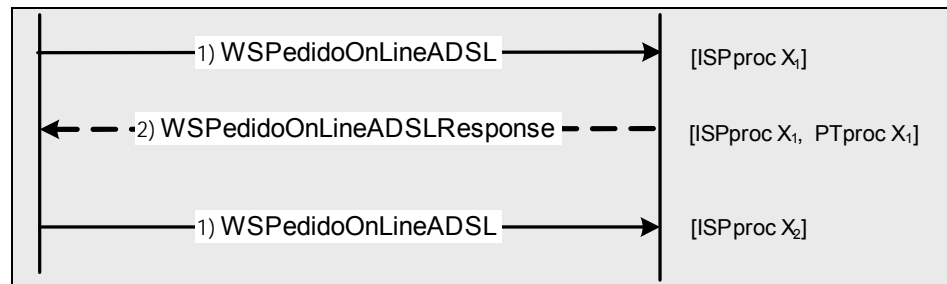 1) WSPedidoOnLineADSL [ISPproc X₁]
2) WSPedidoOnLineADSLResponse [ISPproc X₁, PTproc X₁]
1) WSPedidoOnLineADSL [ISPproc X₂]